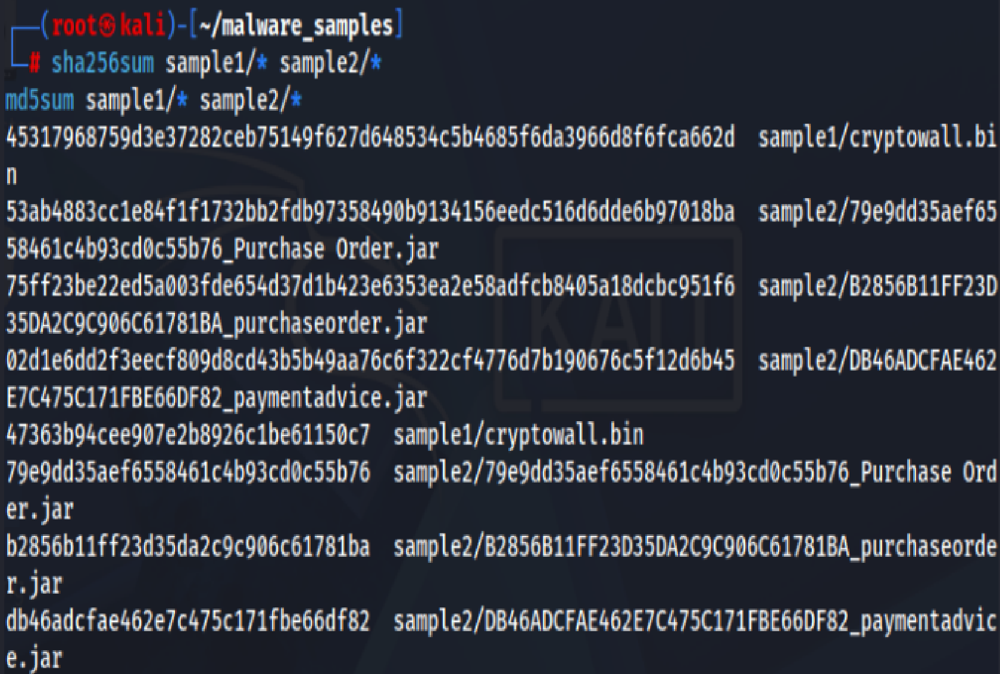 (root㉿kali)-[~/malware_samples]
# sha256sum sample1/* sample2/*
md5sum sample1/* sample2/*
45317968759d3e37282ceb75149f627d648534c5b4685f6da3966d8f6fca662d  sample1/cryptowall.bi
n
53ab4883cc1e84f1f1732bb2fdb97358490b9134156eedc516d6dde6b97018ba  sample2/79e9dd35aef65
58461c4b93cd0c55b76_Purchase Order.jar
75ff23be22ed5a003fde654d37d1b423e6353ea2e58adfcb8405a18dcbc951f6  sample2/B2856B11FF23D
35DA2C9C906C61781BA_purchaseorder.jar
02d1e6dd2f3eecf809d8cd43b5b49aa76c6f322cf4776d7b190676c5f12d6b45  sample2/DB46ADCFAE462
E7C475C171FBE66DF82_paymentadvice.jar
47363b94cee907e2b8926c1be61150c7  sample1/cryptowall.bin
79e9dd35aef6558461c4b93cd0c55b76  sample2/79e9dd35aef6558461c4b93cd0c55b76_Purchase Ord
er.jar
b2856b11ff23d35da2c9c906c61781ba  sample2/B2856B11FF23D35DA2C9C906C61781BA_purchaseorde
r.jar
db46adcfae462e7c475c171fbe66df82  sample2/DB46ADCFAE462E7C475C171FBE66DF82_paymentadvic
e.jar
KALI